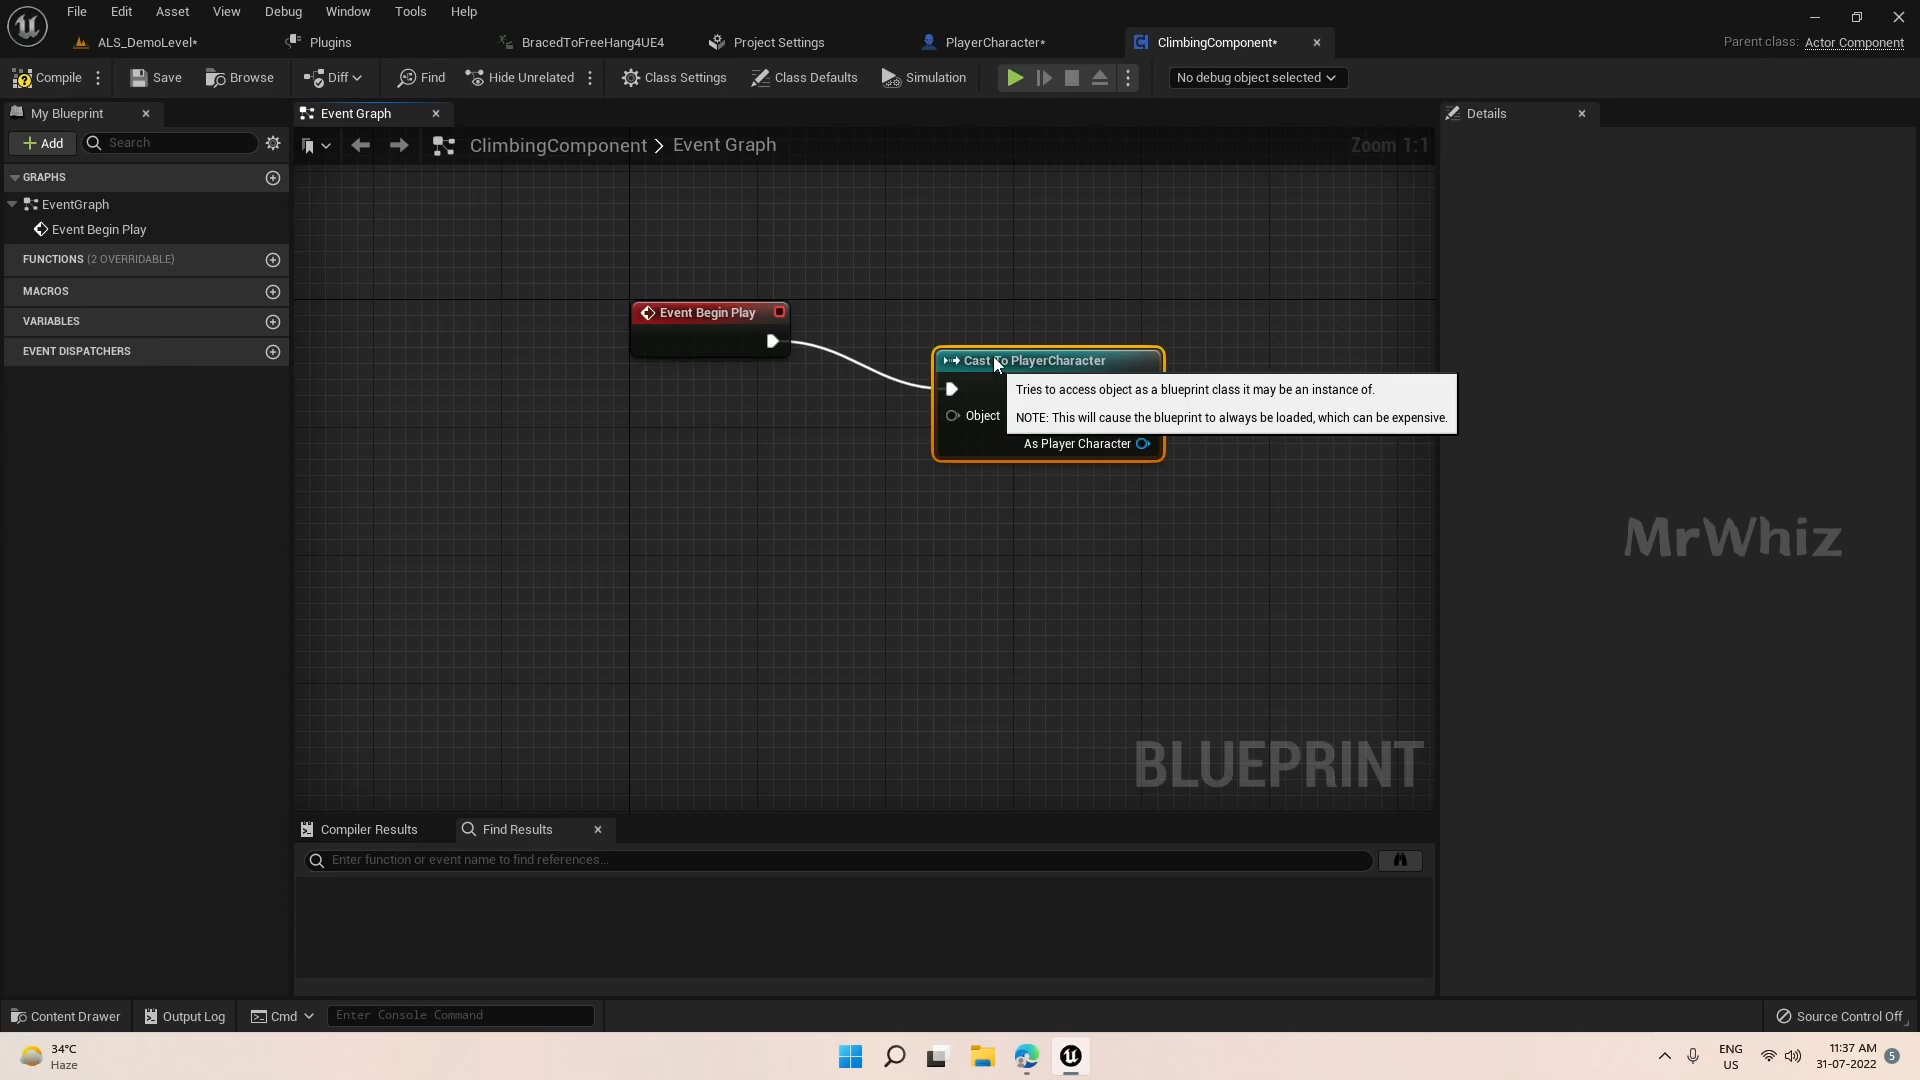 File Edit Asset View Debug Window Tools Help
ALS_DemoLevel* Plugins BracedToFreeHang4UE4 Project Settings PlayerCharacter* ClimbingComponent* Parent class: Actor Component
Compile Save Browse Diff Find Hide Unrelated Class Settings Class Defaults Simulation No debug object selected
My Blueprint Event Graph Details
Add Search ClimbingComponent > Event Graph Zoom 1:1
GRAPHS
EventGraph
Event Begin Play
FUNCTIONS (2 OVERRIDABLE)
MACROS
VARIABLES
EVENT DISPATCHERS
Event Begin Play
Cast To PlayerCharacter
Tries to access object as a blueprint class it may be an instance of.
Object
NOTE: This will cause the blueprint to always be loaded, which can be expensive.
As Player Character
MrWhiz
BLUEPRINT
Compiler Results Find Results
Enter function or event name to find references...
Content Drawer Output Log Cmd Enter Console Command Source Control Off
34°C
Haze
ENG
US
11:37 AM
31-07-2022
5